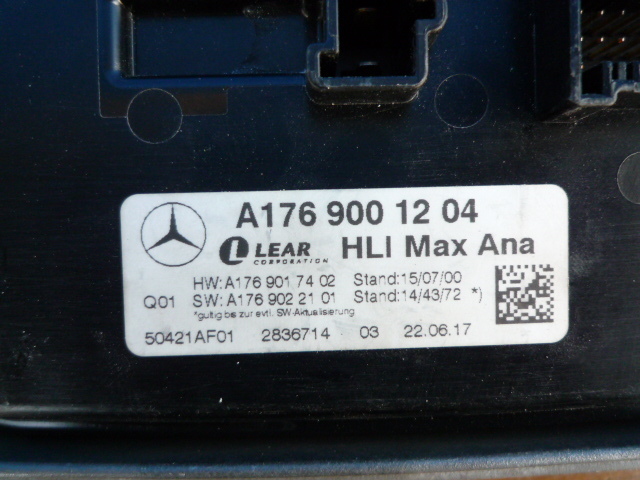 A176 900 12 04
LEAR CORPORATION HLI Max Ana
HW:A176 901 74 02 Stand:15/07/00
Q01 SW:A176 902 21 01 Stand:14/43/72 *)
*gültig bis zur evtl. SW-Aktualisierung
50421AF01 2836714 03 22.06.17